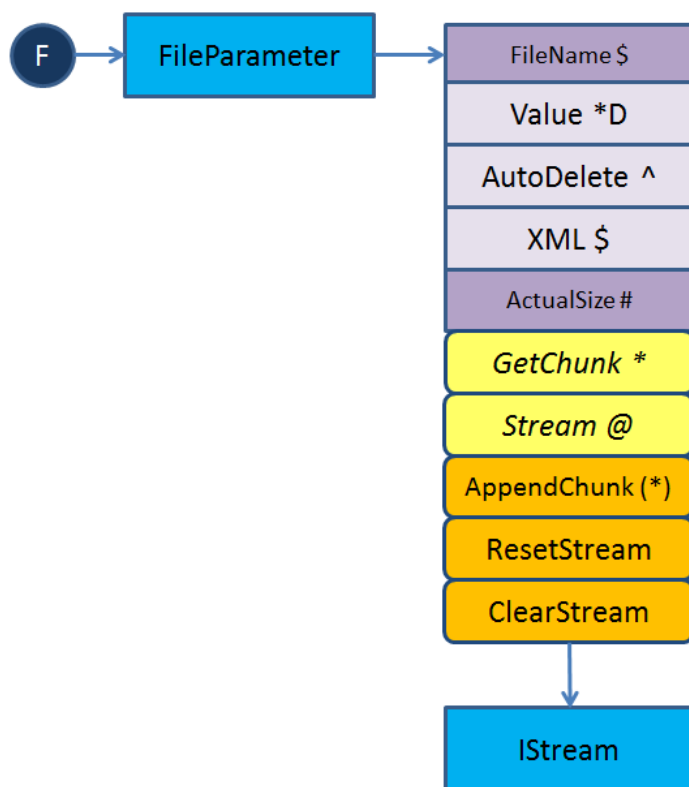 F
FileParameter
FileName $
Value *D
AutoDelete ^
XML $
ActualSize #
GetChunk *
Stream @
AppendChunk (*)
ResetStream
ClearStream
IStream